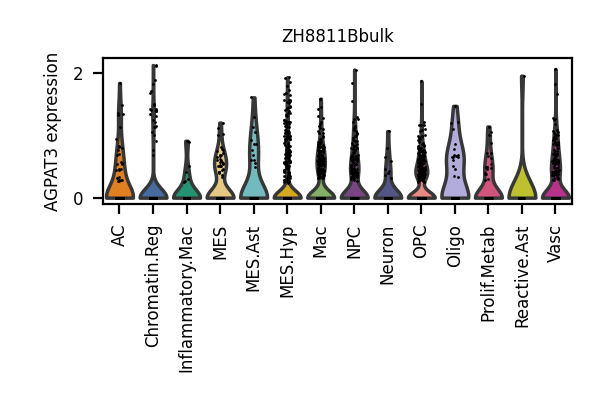 ZH8811Bbulk
AGPAT3 expression
2
0
AC
Chromatin.Reg
Inflammatory.Mac
MES
MES.Ast
MES.Hyp
Mac
NPC
Neuron
OPC
Oligo
Prolif.Metab
Reactive.Ast
Vasc